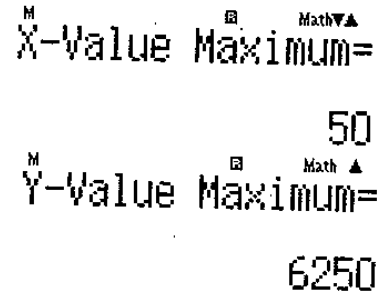 M R Math▼▲
X-Value Maximum=
50
M R Math ▲
Y-Value Maximum=
6250